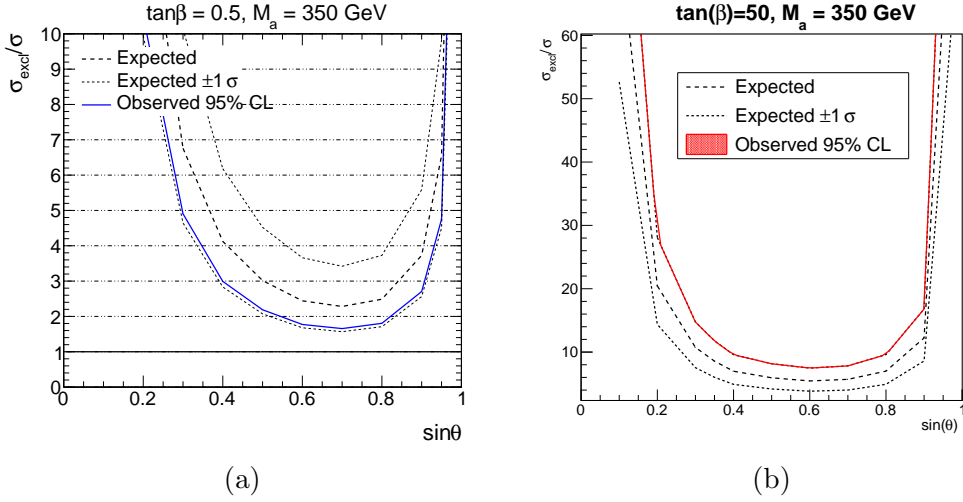 tanβ = 0.5, M_a = 350 GeV
σ_excl/σ
10
9
8
7
6
5
4
3
2
1
0
Expected
Expected ±1 σ
Observed 95% CL
0 0.2 0.4 0.6 0.8 1
sinθ
(a)
tan(β)=50, M_a = 350 GeV
σ_excl/σ
60
50
40
30
20
10
Expected
Expected ±1 σ
Observed 95% CL
0 0.2 0.4 0.6 0.8 1
sin(θ)
(b)